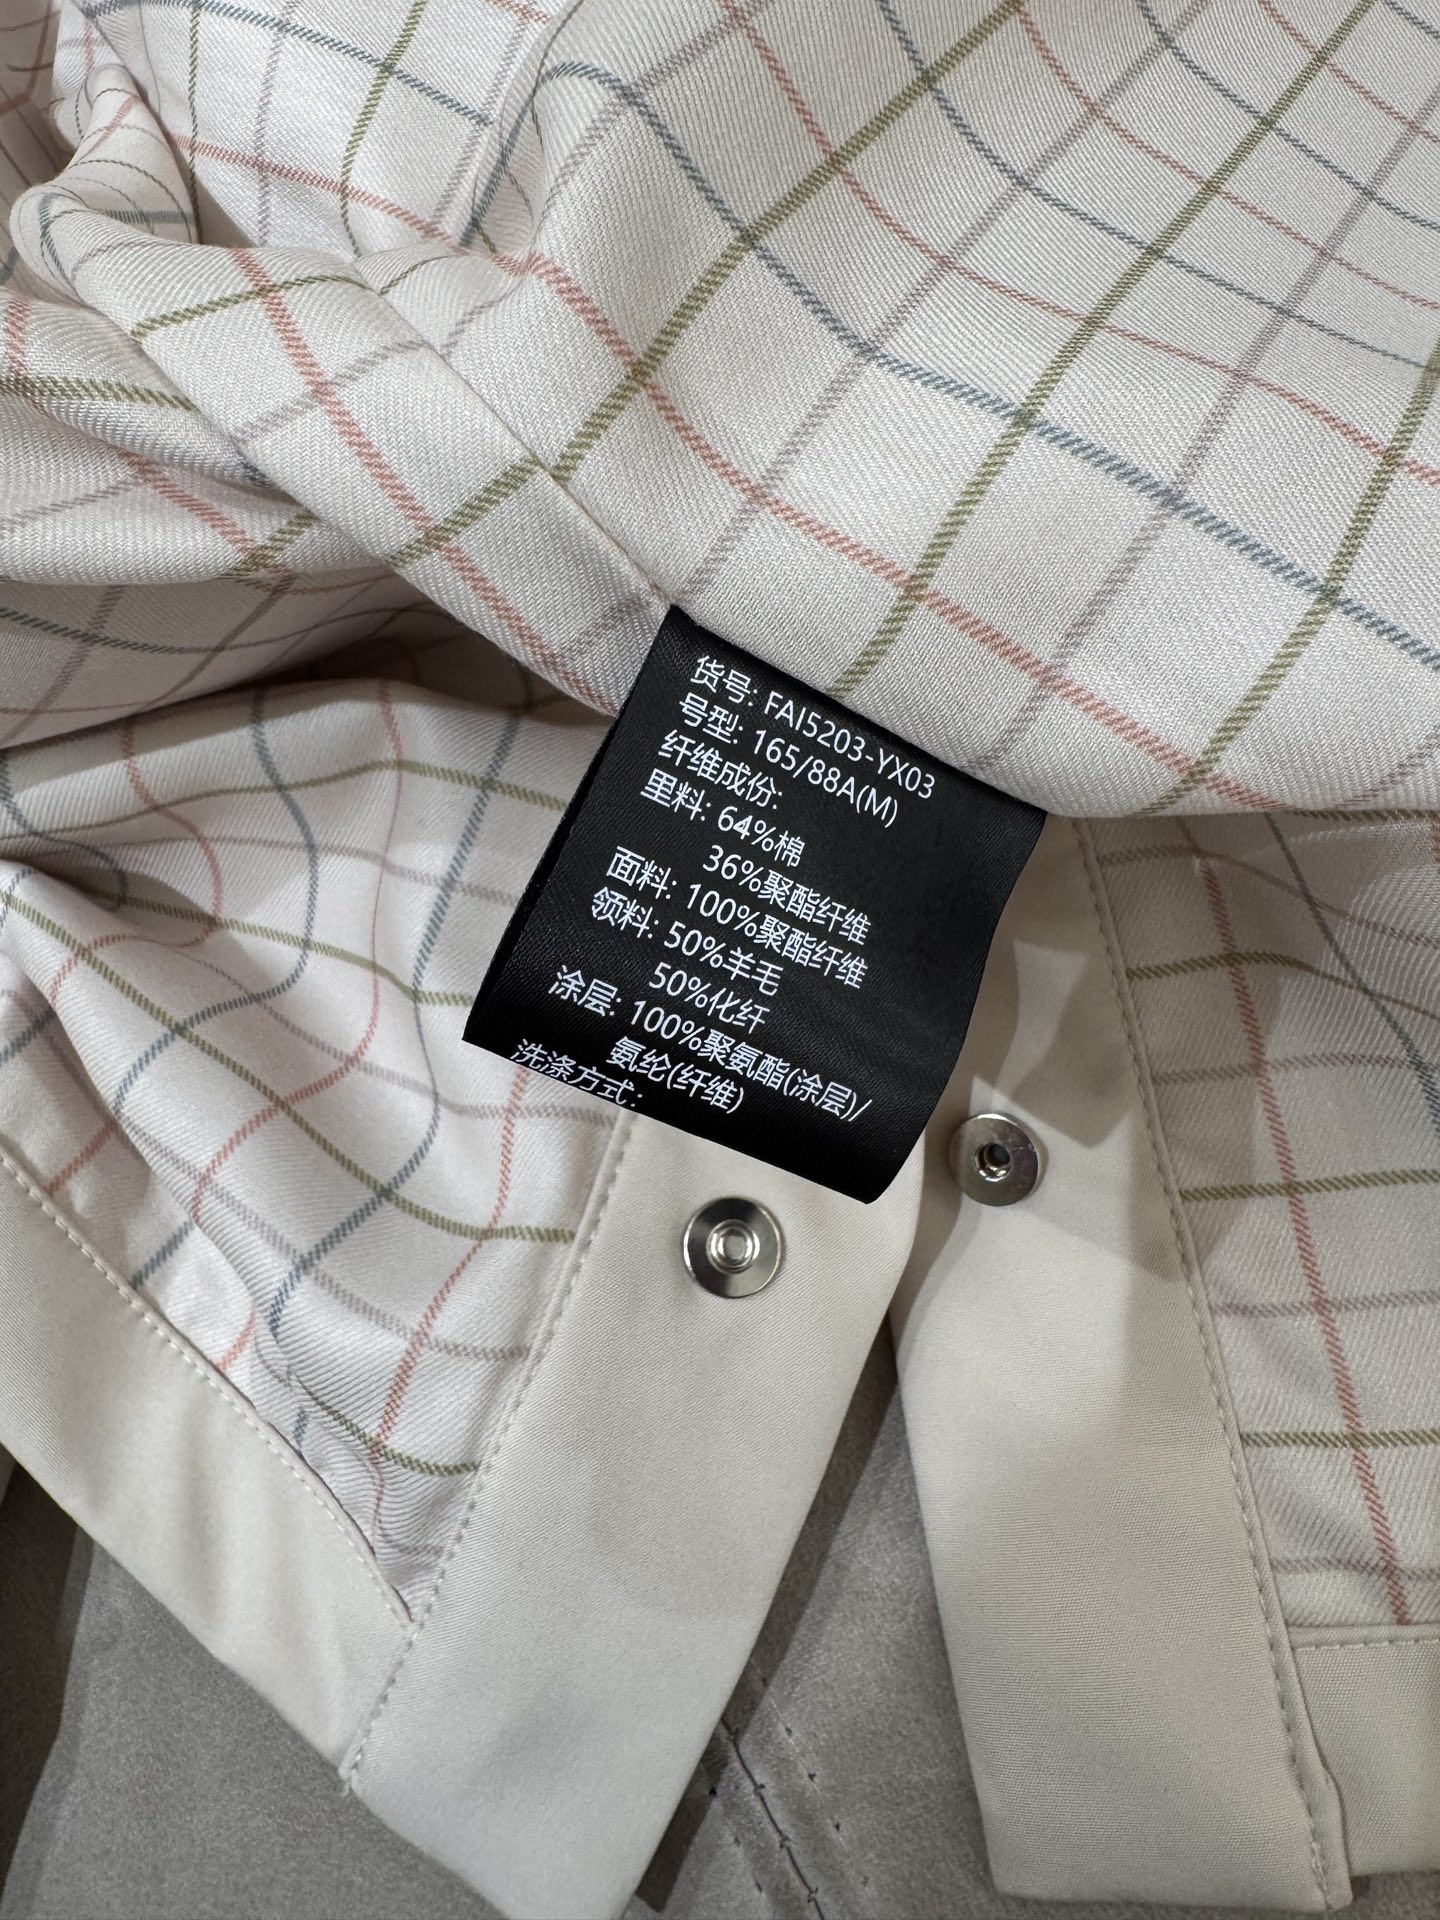 货号: FAI5203-YX03
号型: 165/88A(M)
纤维成份:
里料: 64%棉
36%聚酯纤维
面料: 100%聚酯纤维
领料: 50%羊毛
50%化纤
涂层: 100%聚氨酯(涂层)/
氨纶(纤维)
洗涤方式: